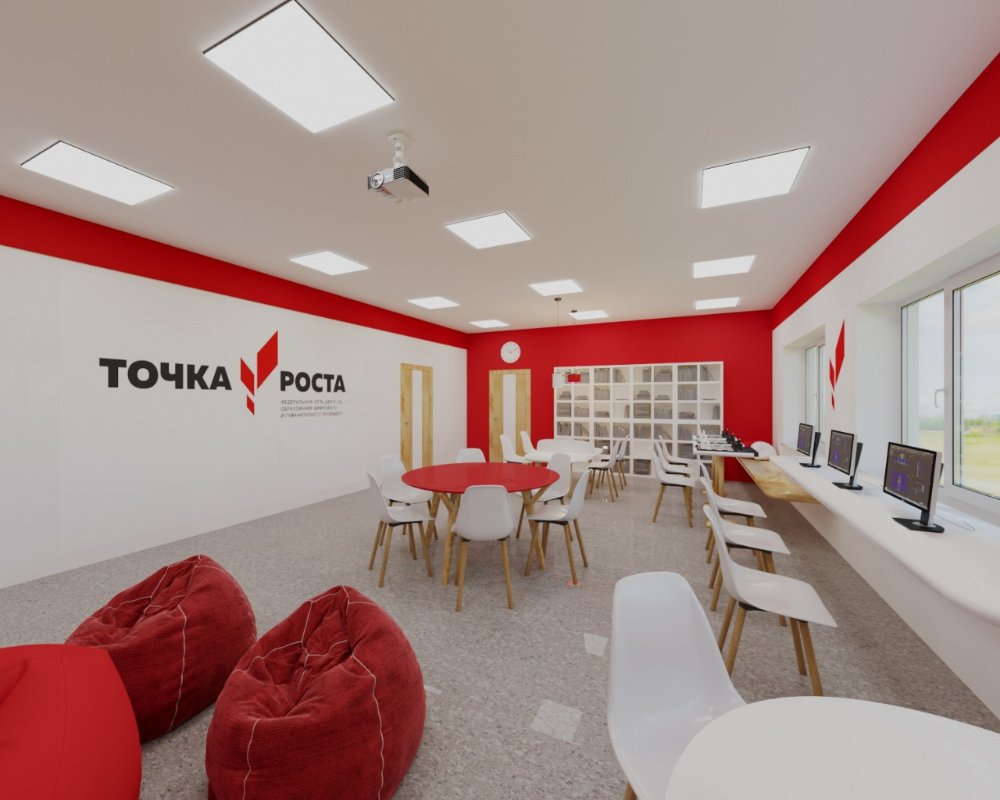 ТОЧКА РОСТА
ФЕДЕРАЛЬНАЯ СЕТЬ ЦЕНТРОВ
ОБРАЗОВАНИЯ ЦИФРОВОГО
И ГУМАНИТАРНОГО ПРОФИЛЕЙ